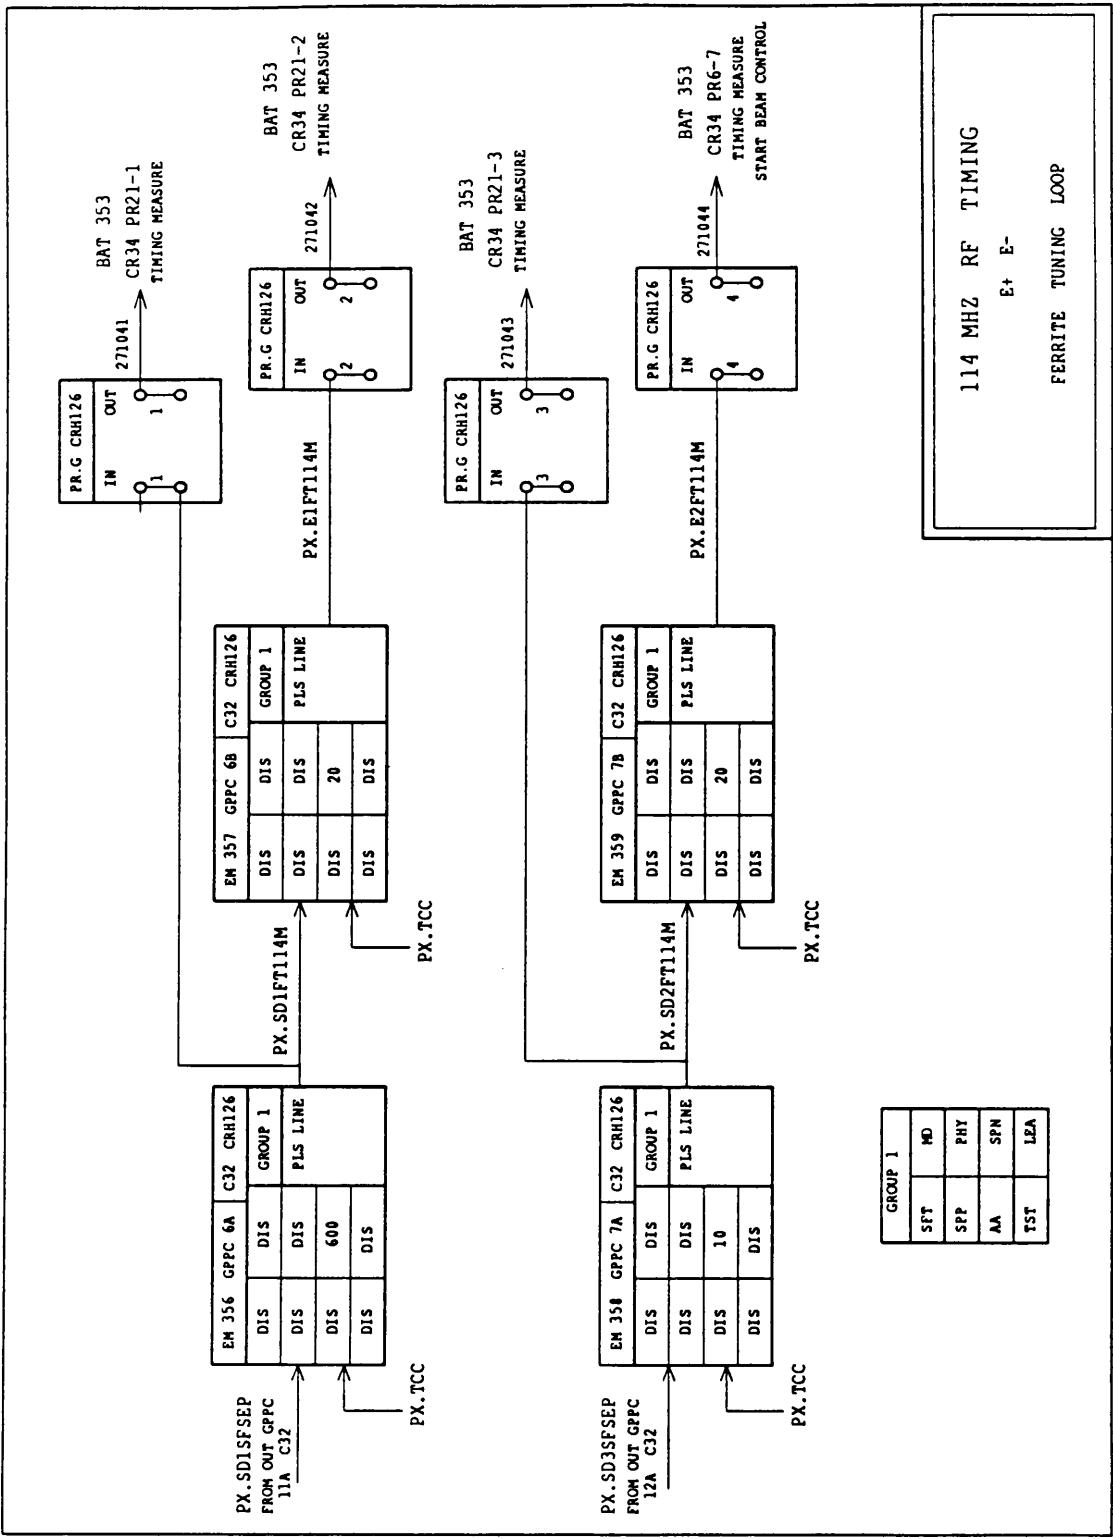 BAT 353
CR34 PR21-1
TIMING MEASURE
271041
PR.G CRH126
IN OUT
1 1
BAT 353
CR34 PR21-2
TIMING MEASURE
271042
PR.G CRH126
IN OUT
2 2
PX.E1FT114M
EM 357 GPPC 6B C32 CRH126
DIS DIS GROUP 1
DIS DIS PLS LINE
DIS 20
DIS DIS
PX.TCC
PX.SD1FT114M
EM 356 GPPC 6A C32 CRH126
DIS DIS GROUP 1
DIS DIS PLS LINE
DIS 600
DIS DIS
PX.SD1SFSEP
FROM OUT GPPC
11A C32
PX.TCC
BAT 353
CR34 PR21-3
TIMING MEASURE
271043
PR.G CRH126
IN OUT
3 3
BAT 353
CR34 PR6-7
TIMING MEASURE
START BEAM CONTROL
271044
PR.G CRH126
IN OUT
4 4
PX.E2FT114M
EM 359 GPPC 7B C32 CRH126
DIS DIS GROUP 1
DIS DIS PLS LINE
DIS 20
DIS DIS
PX.TCC
PX.SD2FT114M
EM 358 GPPC 7A C32 CRH126
DIS DIS GROUP 1
DIS DIS PLS LINE
DIS 10
DIS DIS
PX.SD3SFSEP
FROM OUT GPPC
12A C32
PX.TCC
GROUP 1
SFT MD
SPP PHY
AA SPN
TST LEA
114 MHZ RF TIMING
E+ E-
FERRITE TUNING LOOP